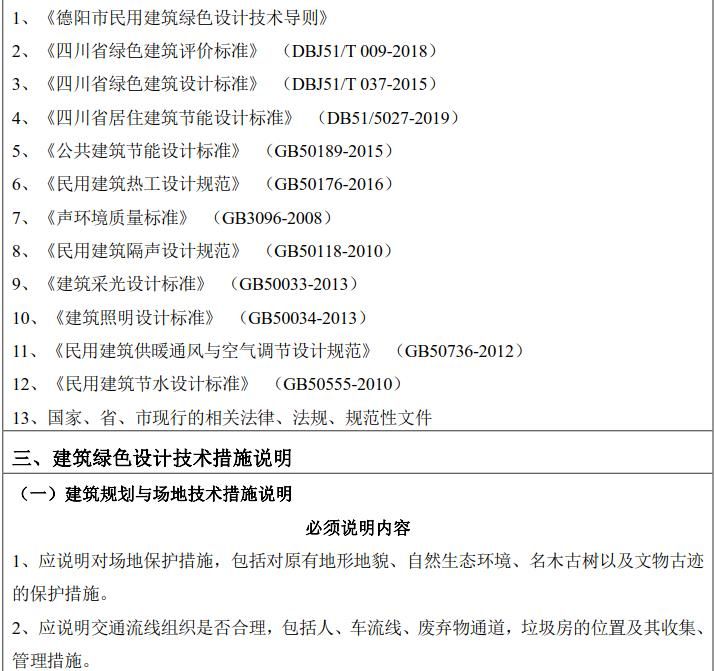 1、《德阳市民用建筑绿色设计技术导则》
2、《四川省绿色建筑评价标准》 （DBJ51/T 009-2018）
3、《四川省绿色建筑设计标准》 （DBJ51/T 037-2015）
4、《四川省居住建筑节能设计标准》 （DB51/5027-2019）
5、《公共建筑节能设计标准》 （GB50189-2015）
6、《民用建筑热工设计规范》 （GB50176-2016）
7、《声环境质量标准》 （GB3096-2008）
8、《民用建筑隔声设计规范》 （GB50118-2010）
9、《建筑采光设计标准》 （GB50033-2013）
10、《建筑照明设计标准》 （GB50034-2013）
11、《民用建筑供暖通风与空气调节设计规范》 （GB50736-2012）
12、《民用建筑节水设计标准》 （GB50555-2010）
13、国家、省、市现行的相关法律、法规、规范性文件
三、建筑绿色设计技术措施说明
（一）建筑规划与场地技术措施说明
必须说明内容
1、应说明对场地保护措施，包括对原有地形地貌、自然生态环境、名木古树以及文物古迹
的保护措施。
2、应说明交通流线组织是否合理，包括人、车流线、废弃物通道，垃圾房的位置及其收集、
管理措施。